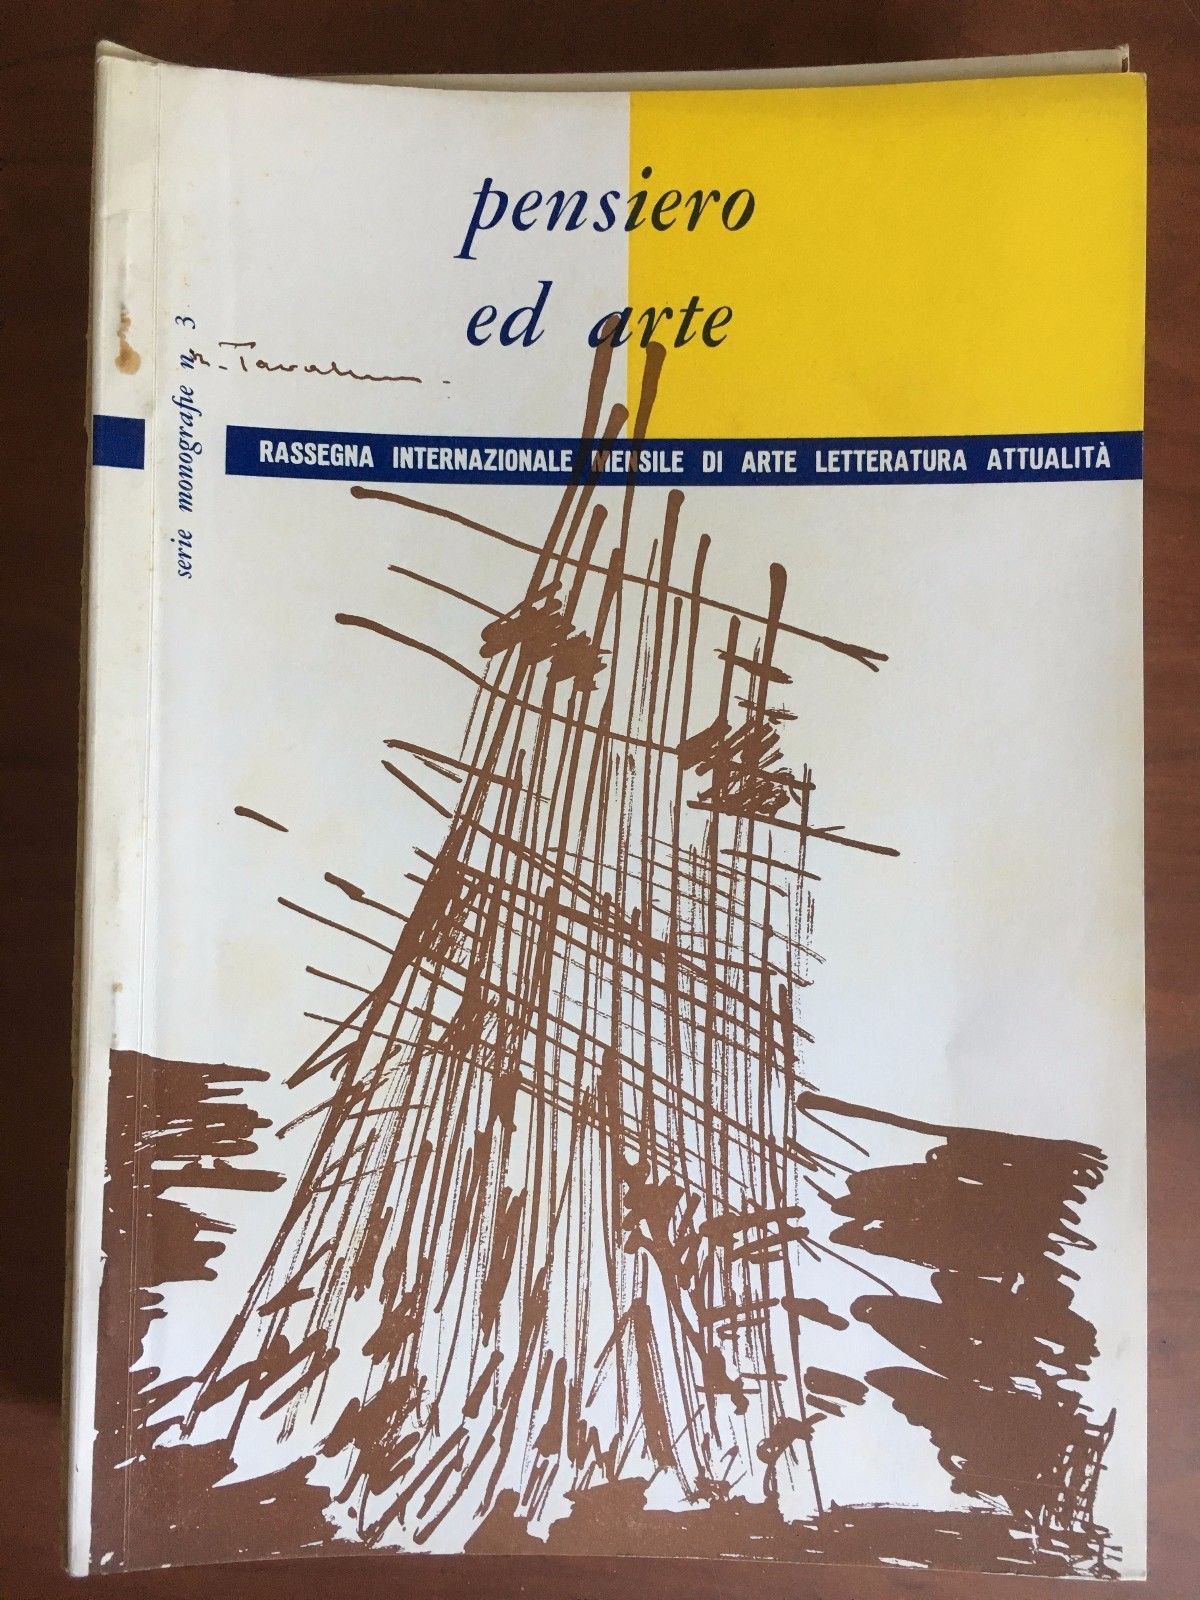 pensiero
ed arte
serie monografie n. 3
RASSEGNA INTERNAZIONALE MENSILE DI ARTE LETTERATURA ATTUALITÀ